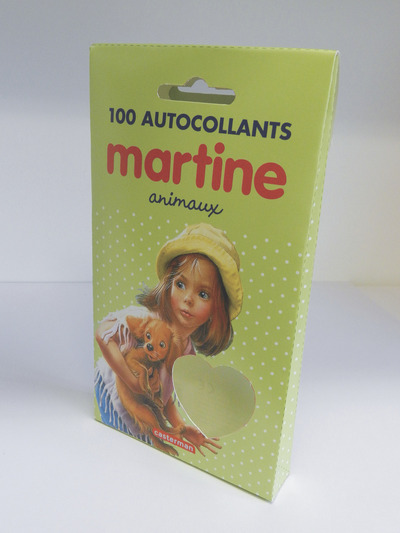 100 AUTOCOLLANTS
martine
animaux
casterman